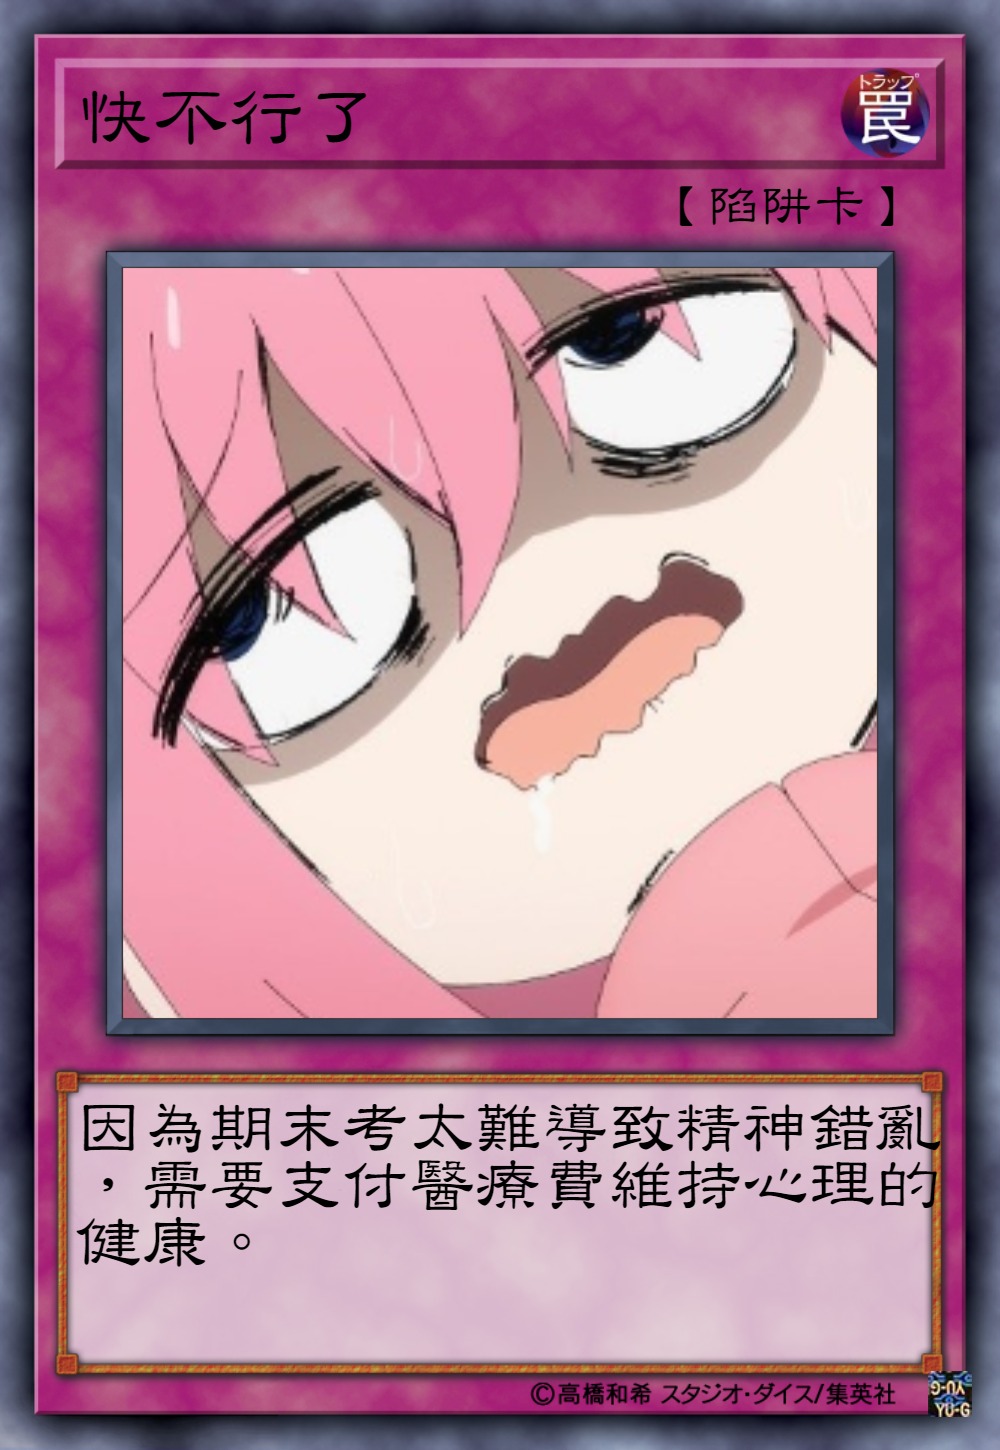 快不行了
トラップ
罠
【陷阱卡】
因為期末考太難導致精神錯亂
，需要支付醫療費維持心理的
健康。
©高橋和希 スタジオ・ダイス/集英社
YU-G
YU-G